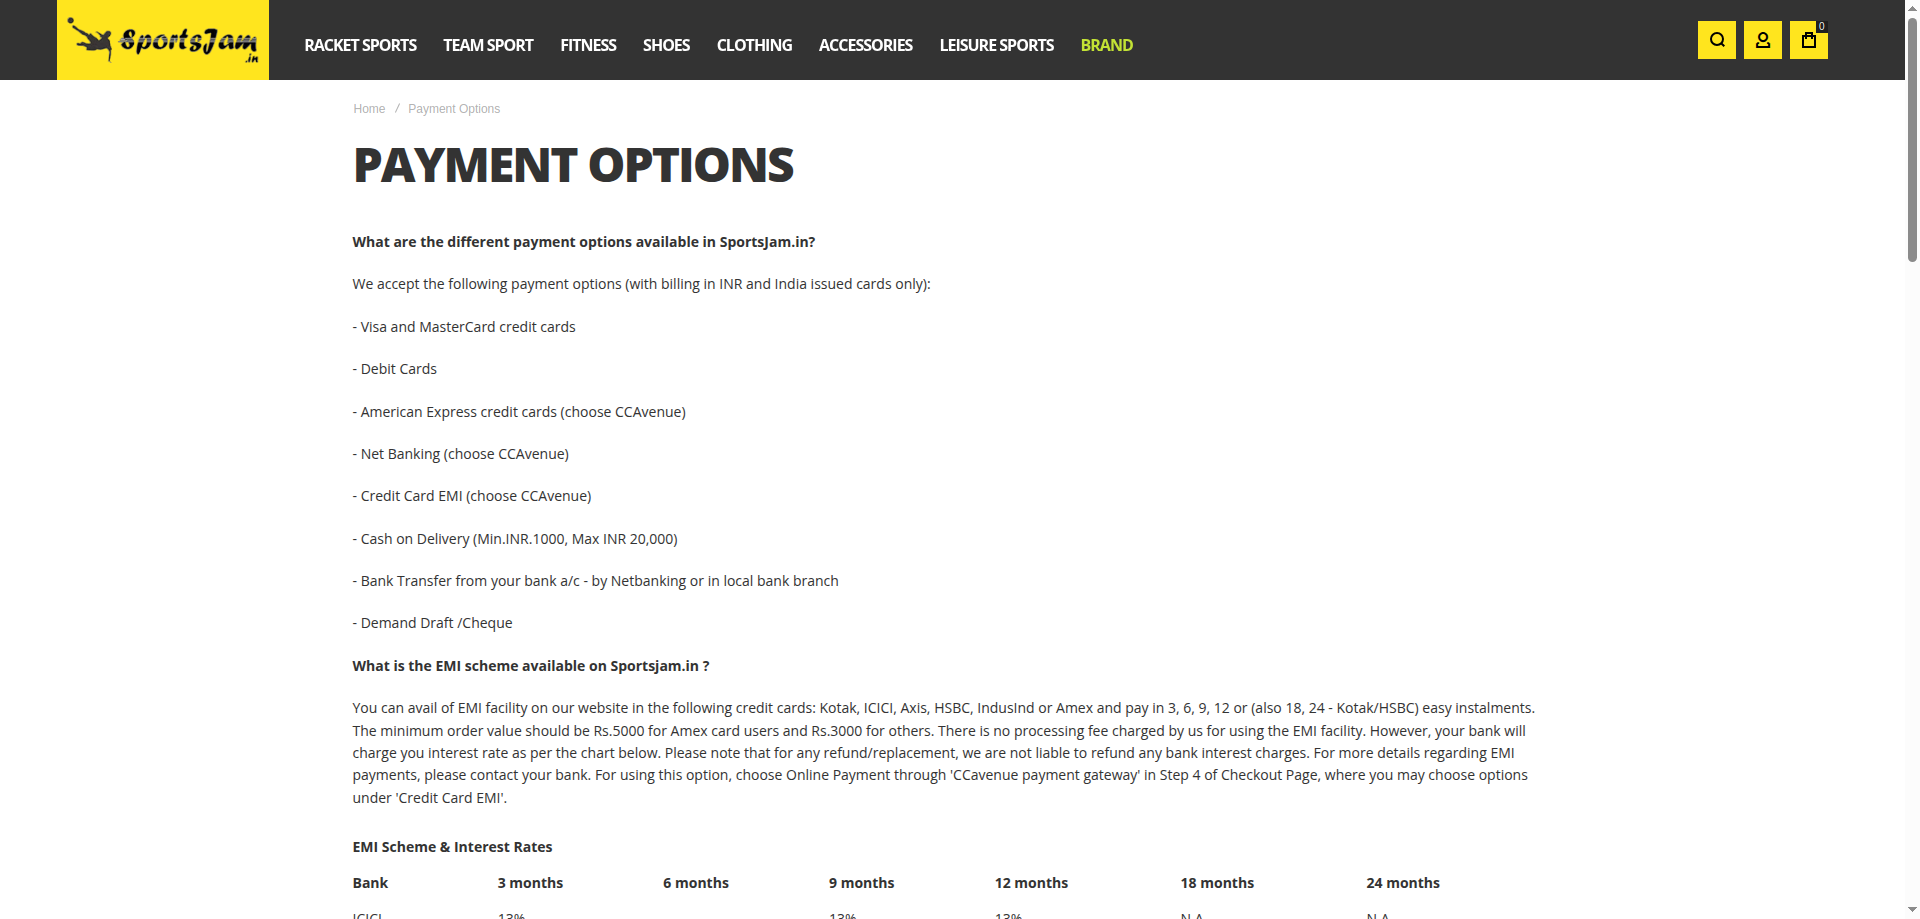 SportsJam
.in
RACKET SPORTS TEAM SPORT FITNESS SHOES CLOTHING ACCESSORIES LEISURE SPORTS BRAND
0
Home / Payment Options
PAYMENT OPTIONS
What are the different payment options available in SportsJam.in?
We accept the following payment options (with billing in INR and India issued cards only):
- Visa and MasterCard credit cards
- Debit Cards
- American Express credit cards (choose CCAvenue)
- Net Banking (choose CCAvenue)
- Credit Card EMI (choose CCAvenue)
- Cash on Delivery (Min.INR.1000, Max INR 20,000)
- Bank Transfer from your bank a/c - by Netbanking or in local bank branch
- Demand Draft /Cheque
What is the EMI scheme available on Sportsjam.in ?
You can avail of EMI facility on our website in the following credit cards: Kotak, ICICI, Axis, HSBC, IndusInd or Amex and pay in 3, 6, 9, 12 or (also 18, 24 - Kotak/HSBC) easy instalments.
The minimum order value should be Rs.5000 for Amex card users and Rs.3000 for others. There is no processing fee charged by us for using the EMI facility. However, your bank will
charge you interest rate as per the chart below. Please note that for any refund/replacement, we are not liable to refund any bank interest charges. For more details regarding EMI
payments, please contact your bank. For using this option, choose Online Payment through 'CCavenue payment gateway' in Step 4 of Checkout Page, where you may choose options
under 'Credit Card EMI'.
EMI Scheme & Interest Rates
Bank 3 months 6 months 9 months 12 months 18 months 24 months
ICICI 13% 13% 13% N.A. N.A.